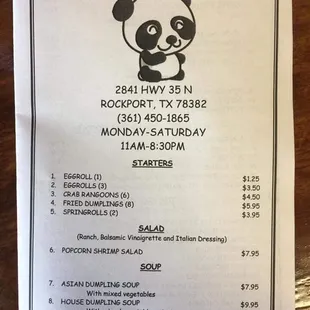 2841 HWY 35 N
ROCKPORT, TX 78382
(361) 450-1865
MONDAY-SATURDAY
11AM-8:30PM
STARTERS
1. EGGROLL (1) $1.25
2. EGGROLLS (3) $3.50
3. CRAB RANGOONS (6) $4.50
4. FRIED DUMPLINGS (8) $5.95
5. SPRINGROLLS (2) $3.95
SALAD
(Ranch, Balsamic Vinaigrette and Italian Dressing)
6. POPCORN SHRIMP SALAD $7.95
SOUP
7. ASIAN DUMPLING SOUP $7.95
With mixed vegetables
8. HOUSE DUMPLING SOUP $9.95